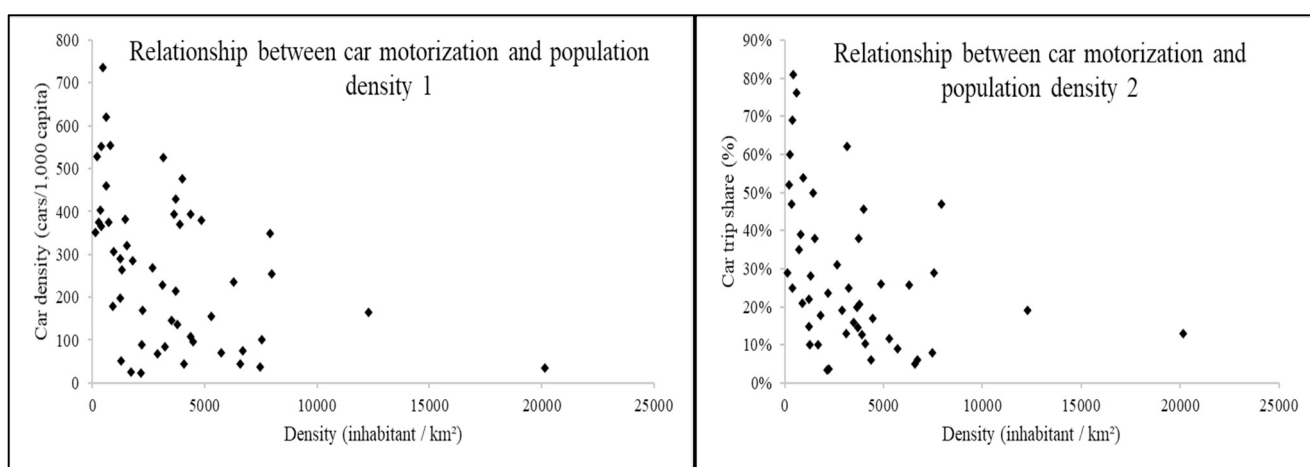 Relationship between car motorization and population
density 1
Car density (cars/1,000 capita)
800
700
600
500
400
300
200
100
0
0 5000 10000 15000 20000 25000
Density (inhabitant / km²)
Relationship between car motorization and
population density 2
Car trip share (%)
90%
80%
70%
60%
50%
40%
30%
20%
10%
0%
0 5000 10000 15000 20000 25000
Density (inhabitant / km²)